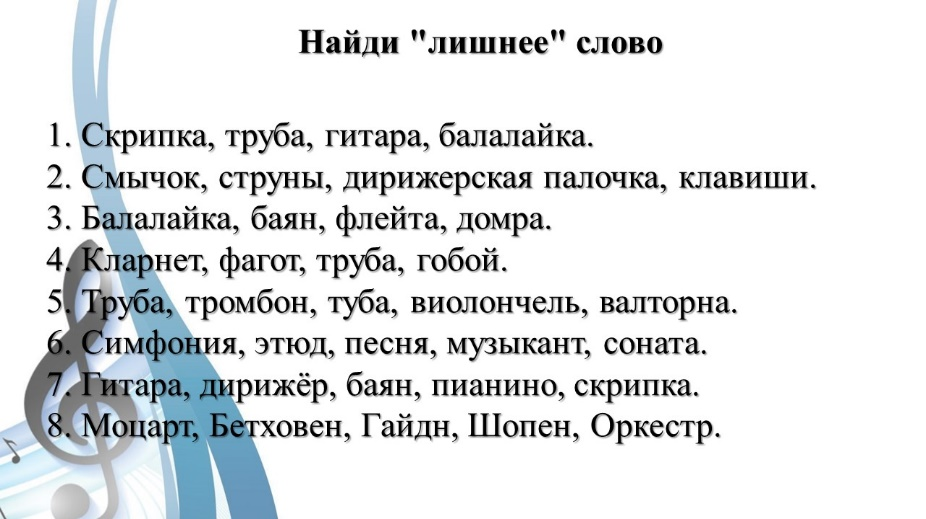 Найди "лишнее" слово
1. Скрипка, труба, гитара, балалайка.
2. Смычок, струны, дирижерская палочка, клавиши.
3. Балалайка, баян, флейта, домра.
4. Кларнет, фагот, труба, гобой.
5. Труба, тромбон, туба, виолончель, валторна.
6. Симфония, этюд, песня, музыкант, соната.
7. Гитара, дирижёр, баян, пианино, скрипка.
8. Моцарт, Бетховен, Гайдн, Шопен, Оркестр.